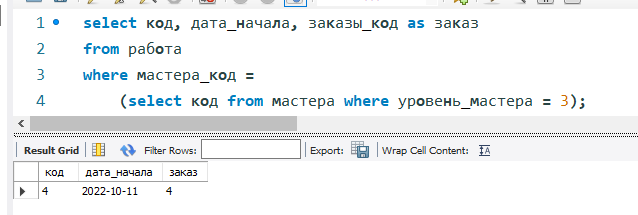 1 select код, дата_начала, заказы_код as заказ
2 from работа
3 where мастера_код =
4 (select код from мастера where уровень_мастера = 3);
Result Grid Filter Rows: Export: Wrap Cell Content:
код дата_начала заказ
4 2022-10-11 4